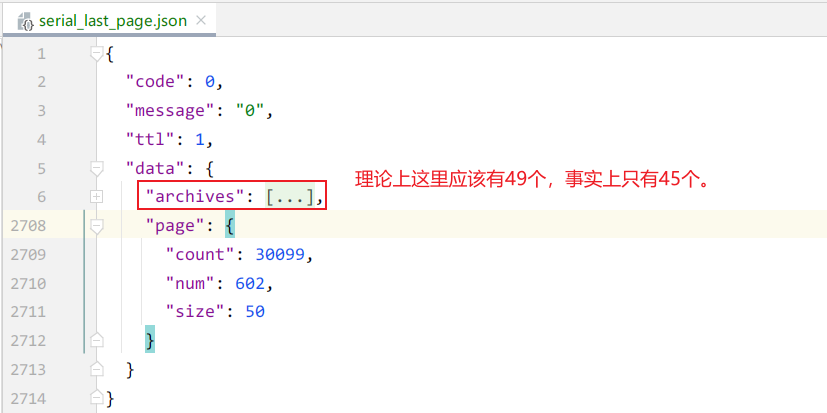 serial_last_page.json
1 {
2 "code": 0,
3 "message": "0",
4 "ttl": 1,
5 "data": {
6 "archives": [...], 理论上这里应该有49个，事实上只有45个。
2708 "page": {
2709 "count": 30099,
2710 "num": 602,
2711 "size": 50
2712 }
2713 }
2714 }